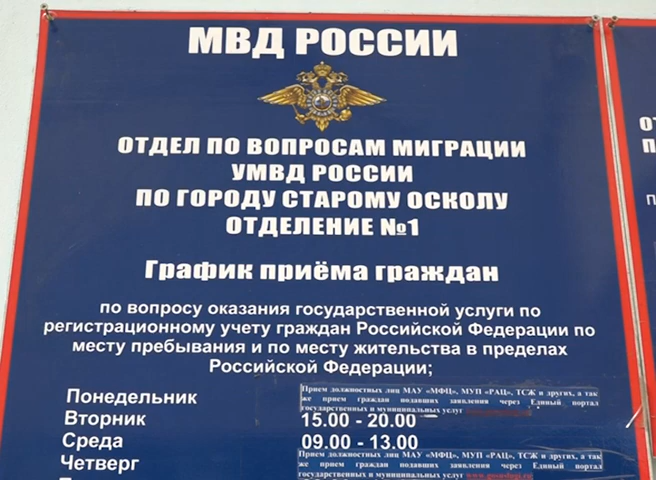 МВД РОССИИ
ОТДЕЛ ПО ВОПРОСАМ МИГРАЦИИ
УМВД РОССИИ
ПО ГОРОДУ СТАРОМУ ОСКОЛУ
ОТДЕЛЕНИЕ №1
График приёма граждан
по вопросу оказания государственной услуги по
регистрационному учету граждан Российской Федерации по
месту пребывания и по месту жительства в пределах
Российской Федерации;
Понедельник
Прием должностных лиц МАУ «МФЦ», МУП «РАЦ», ТСЖ и других, а так
же прием граждан подавших заявления через Единый портал
государственных и муниципальных услуг
Вторник 15.00 - 20.00
Среда 09.00 - 13.00
Четверг
Прием должностных лиц МАУ «МФЦ», МУП «РАЦ», ТСЖ и других, а так
же прием граждан подавших заявления через Единый портал
государственных и муниципальных услуг www.gosuslugi.ru